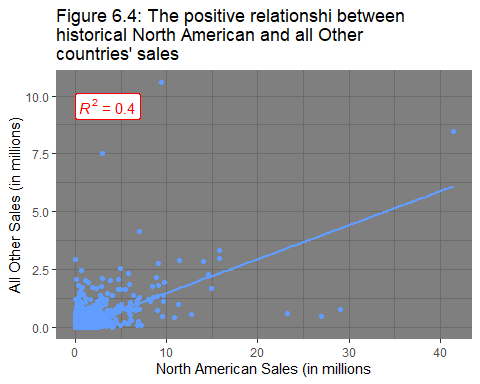 Figure 6.4: The positive relationshi between
historical North American and all Other
countries' sales
10.0
R² = 0.4
7.5
5.0
2.5
0.0
All Other Sales (in millions)
0 10 20 30 40
North American Sales (in millions